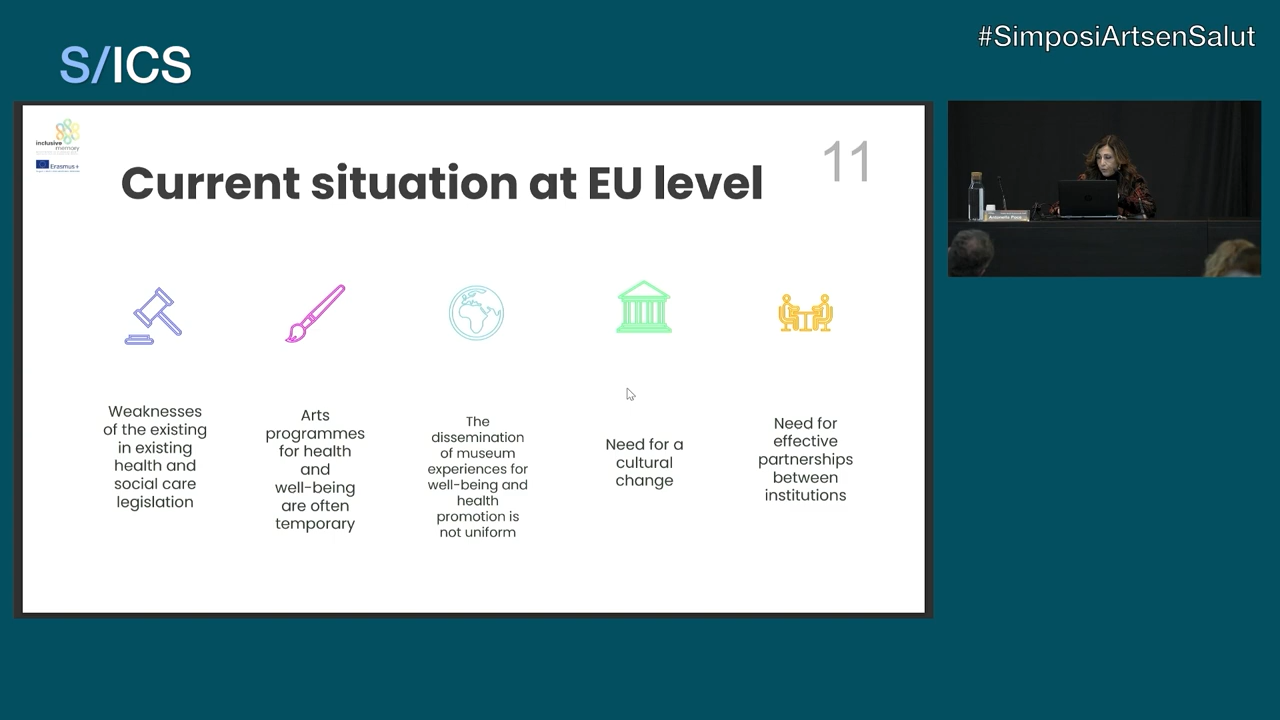 #SimposiArtsenSalut
S/ICS
inclusive
memory
Erasmus+
Current situation at EU level
11
Weaknesses
of the existing
in existing
health and
social care
legislation
Arts
programmes
for health
and
well-being
are often
temporary
The
dissemination
of museum
experiences for
well-being and
health
promotion is
not uniform
Need for a
cultural
change
Need for
effective
partnerships
between
institutions